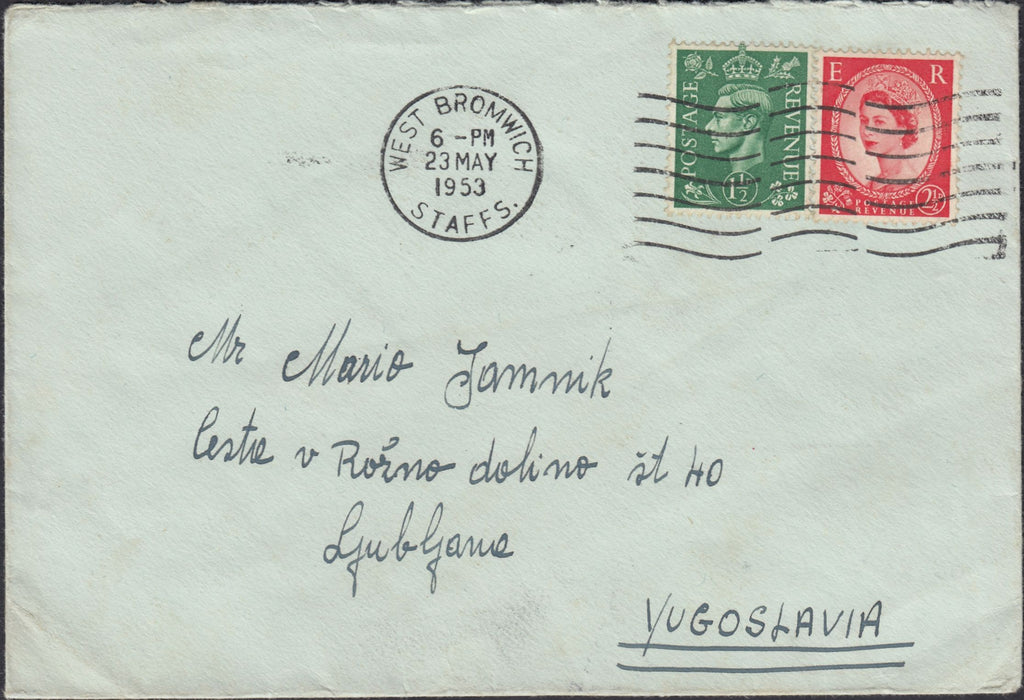 WEST BROMWICH
6 - PM
23 MAY
1953
STAFFS.
POSTAGE REVENUE
1½
E R
POSTAGE
REVENUE
2½
Mr Mario Jamnik
Cesta v Rožno dolino št 40
Ljubljana
YUGOSLAVIA